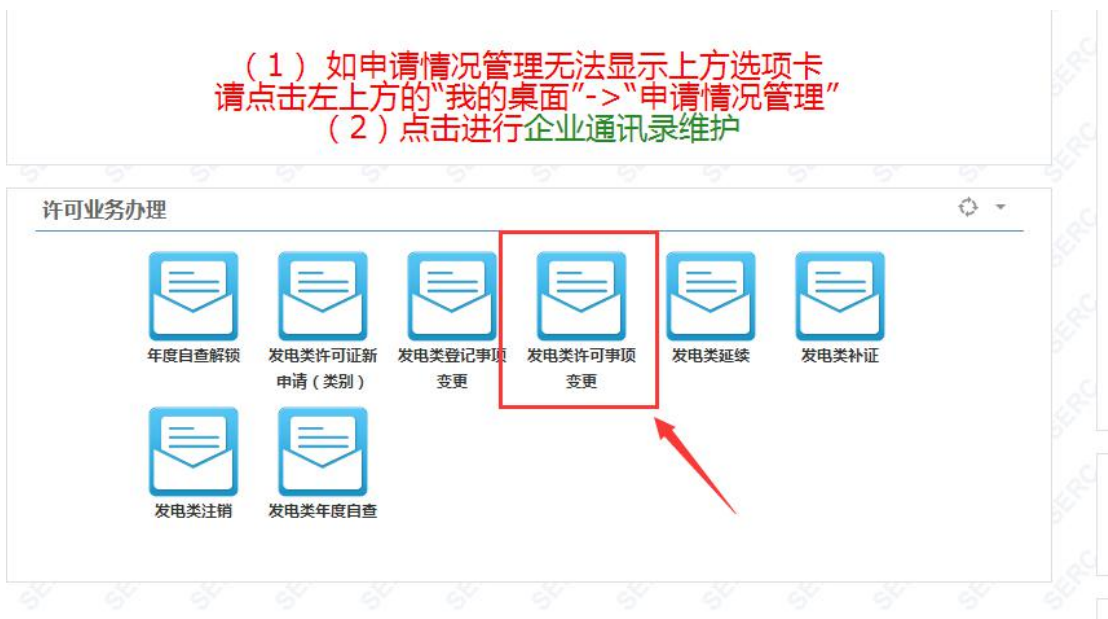 （1）如申请情况管理无法显示上方选项卡
请点击左上方的“我的桌面”->“申请情况管理”
（2）点击进行企业通讯录维护
许可业务办理
年度自查解锁
发电类许可证新
申请（类别）
发电类登记事项
变更
发电类许可事项
变更
发电类延续
发电类补证
发电类注销
发电类年度自查
SERC